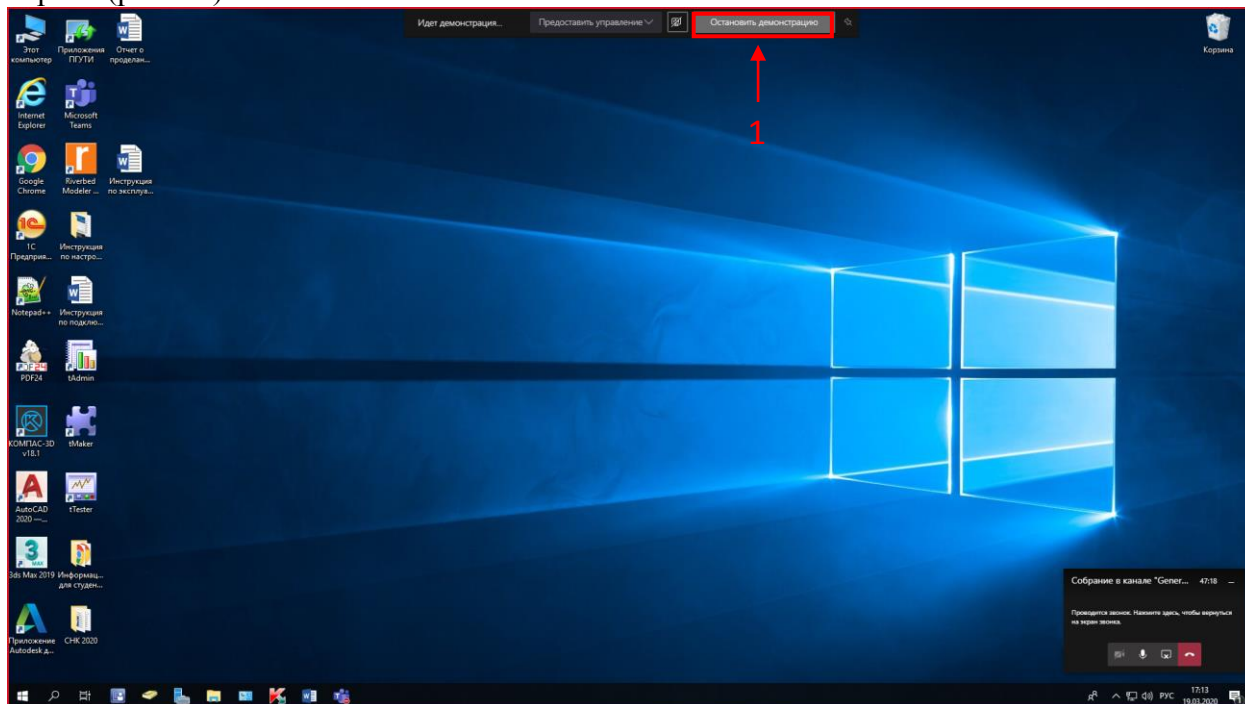 Идет демонстрация...
Предоставить управление
Остановить демонстрацию
1
Этот
компьютер
Приложения
ПГУТИ
Отчет о
проделан...
Корзина
Internet
Explorer
Microsoft
Teams
Google
Chrome
Riverbed
Modeler ...
Инструкция
по эксплуа...
1С
Предприя...
Инструкция
по настро...
Notepad++
Инструкция
по подклю...
PDF24
tAdmin
КОМПАС-3D
v18.1
tMaker
AutoCAD
2020 —...
tTester
3ds Max 2019
Информац...
для студен...
Приложение
Autodesk д...
СНК 2020
Собрание в канале "Gener... 47:18
Проводится звонок. Нажмите здесь, чтобы вернуться
на экран звонка.
РУС
17:13
19.03.2020